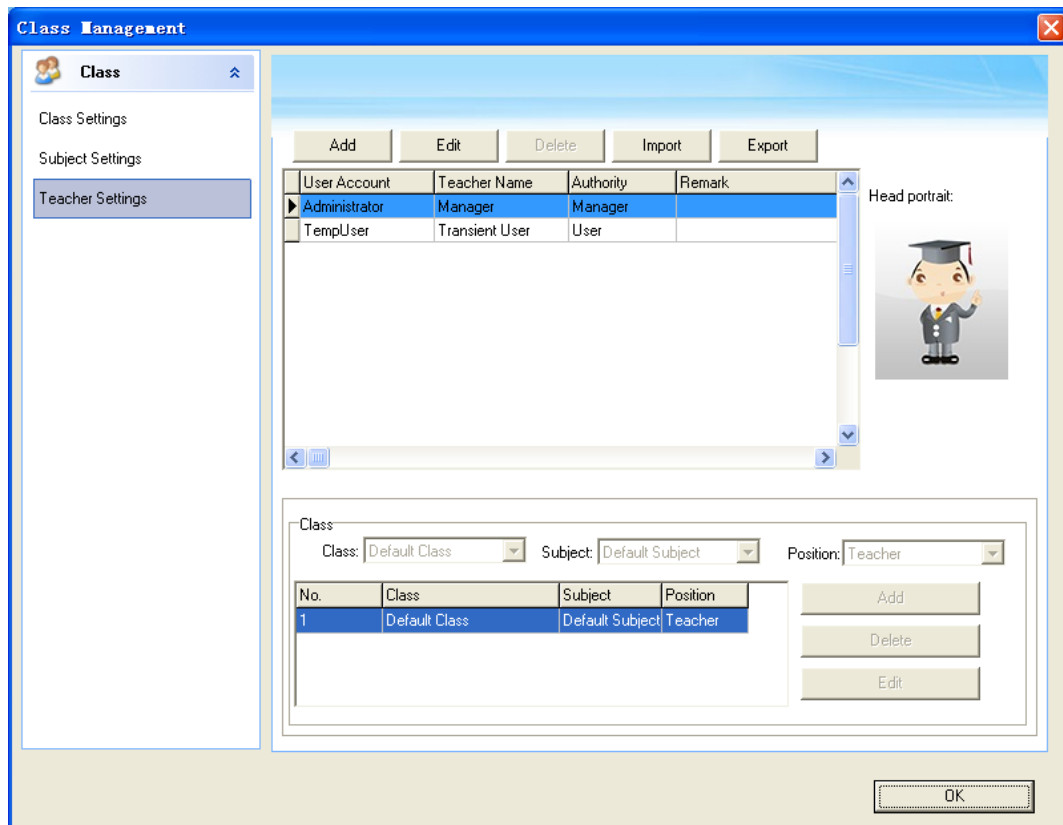 Class Management
Class
Class Settings
Subject Settings
Teacher Settings
Add Edit Delete Import Export
User Account Teacher Name Authority Remark
Administrator Manager Manager
TempUser Transient User User
Head portrait:
Class
Class: Default Class Subject: Default Subject Position: Teacher
No. Class Subject Position
1 Default Class Default Subject Teacher
Add
Delete
Edit
OK